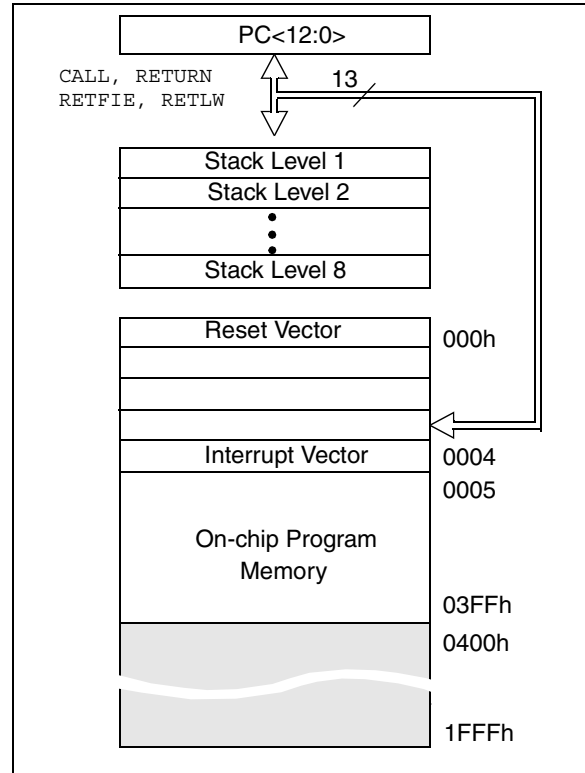 PC<12:0>
CALL, RETURN
RETFIE, RETLW
13
Stack Level 1
Stack Level 2
Stack Level 8
Reset Vector
000h
Interrupt Vector
0004
0005
On-chip Program
Memory
03FFh
0400h
1FFFh